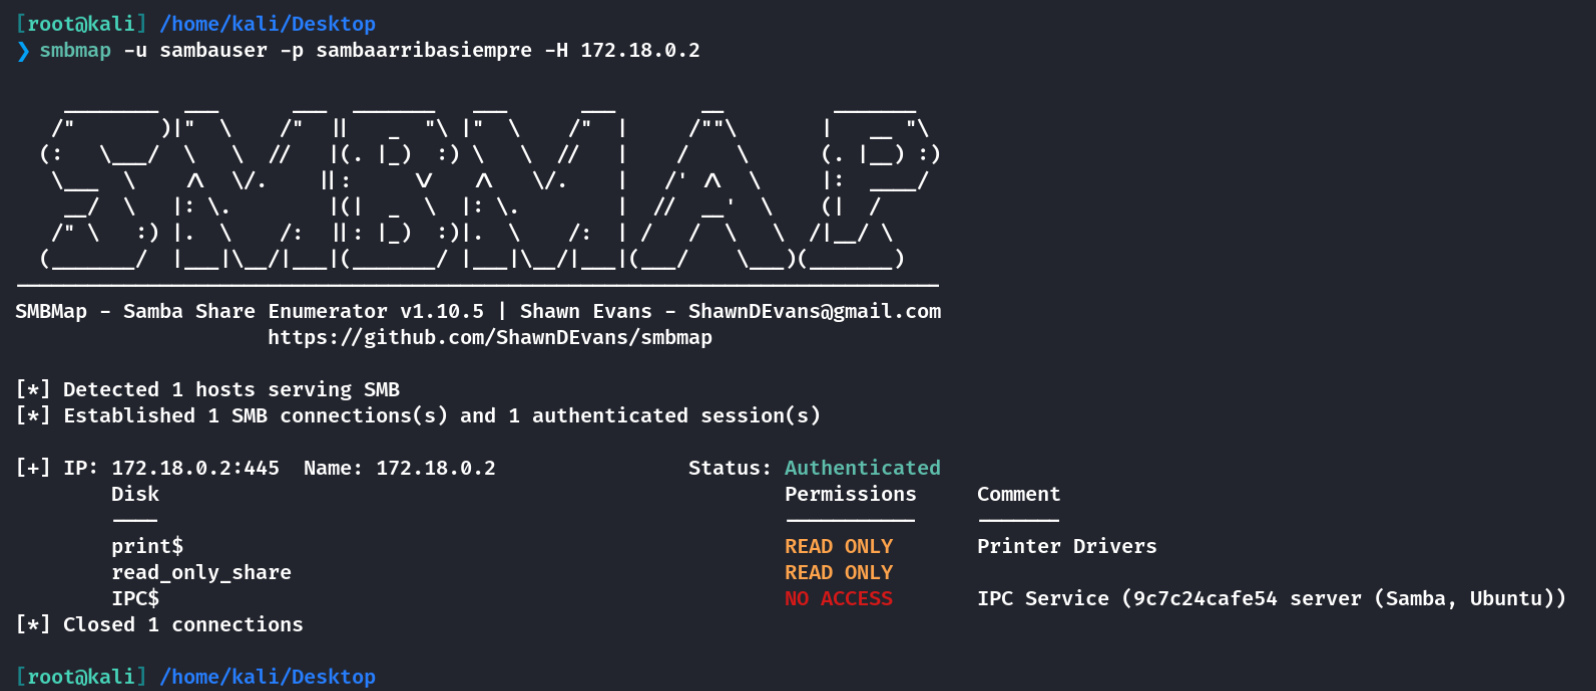 [root@kali] /home/kali/Desktop
❯ smbmap -u sambauser -p sambaarribasiempre -H 172.18.0.2
SMBMap - Samba Share Enumerator v1.10.5 | Shawn Evans - ShawnDEvans@gmail.com
https://github.com/ShawnDEvans/smbmap
[*] Detected 1 hosts serving SMB
[*] Established 1 SMB connections(s) and 1 authenticated session(s)
[+] IP: 172.18.0.2:445  Name: 172.18.0.2  Status: Authenticated
Disk  Permissions  Comment
----  -----------  -------
print$  READ ONLY  Printer Drivers
read_only_share  READ ONLY
IPC$  NO ACCESS  IPC Service (9c7c24cafe54 server (Samba, Ubuntu))
[*] Closed 1 connections
[root@kali] /home/kali/Desktop